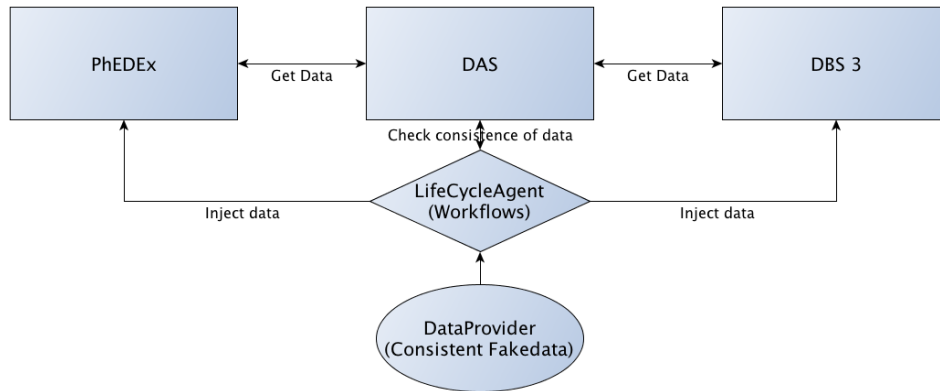 PhEDEx
DAS
DBS 3
Get Data
Get Data
Check consistence of data
LifeCycleAgent
(Workflows)
Inject data
Inject data
DataProvider
(Consistent Fakedata)